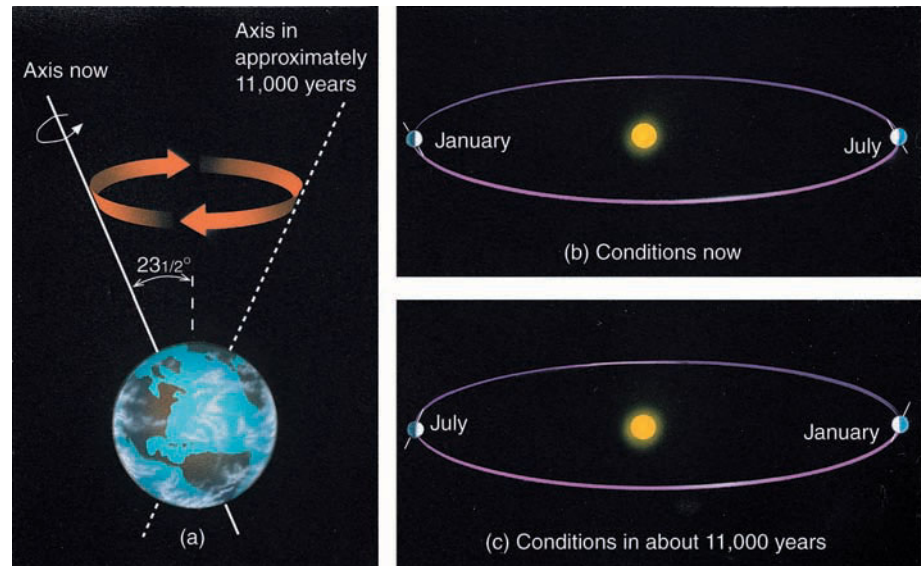 Axis now
Axis in
approximately
11,000 years
23 1/2°
(a)
January
July
(b) Conditions now
July
January
(c) Conditions in about 11,000 years